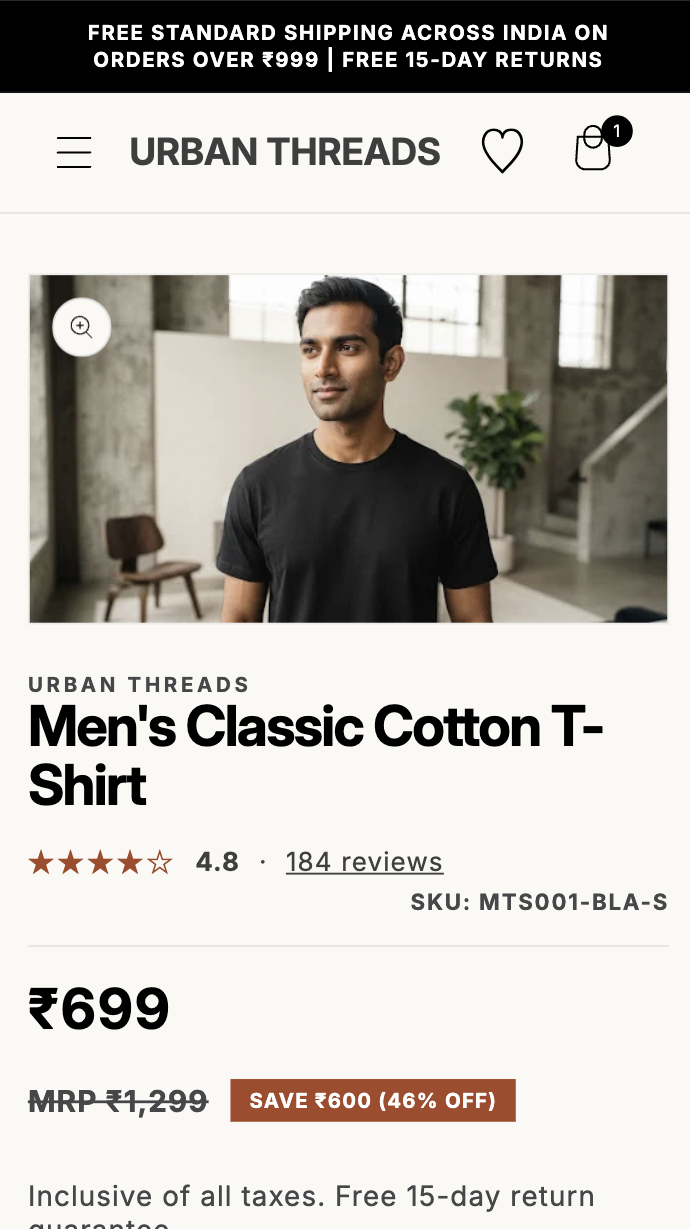 FREE STANDARD SHIPPING ACROSS INDIA ON
ORDERS OVER ₹999 | FREE 15-DAY RETURNS
URBAN THREADS
1
URBAN THREADS
Men's Classic Cotton T-
Shirt
★★★★☆ 4.8 · 184 reviews
SKU: MTS001-BLA-S
₹699
MRP ₹1,299 SAVE ₹600 (46% OFF)
Inclusive of all taxes. Free 15-day return
guarantee.